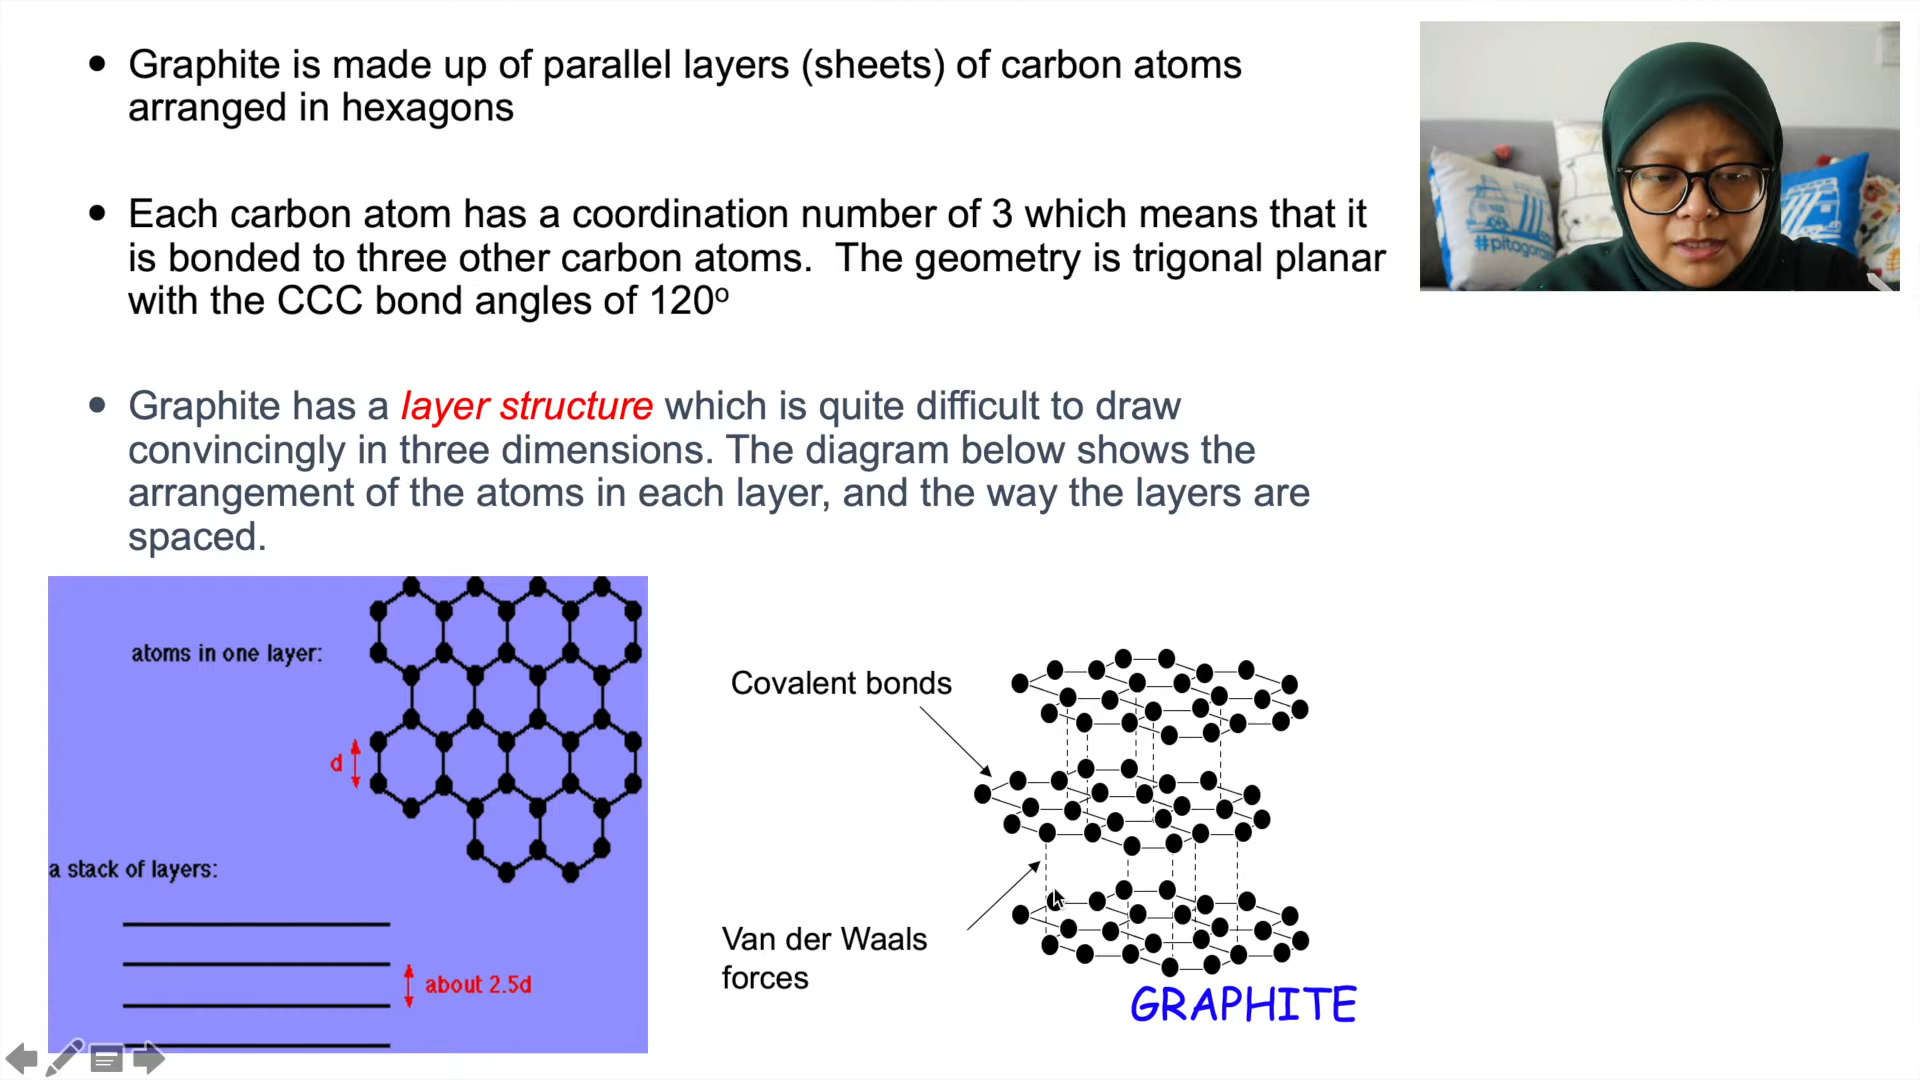 • Graphite is made up of parallel layers (sheets) of carbon atoms
arranged in hexagons
• Each carbon atom has a coordination number of 3 which means that it
is bonded to three other carbon atoms.  The geometry is trigonal planar
with the CCC bond angles of 120º
• Graphite has a layer structure which is quite difficult to draw
convincingly in three dimensions. The diagram below shows the
arrangement of the atoms in each layer, and the way the layers are
spaced.
atoms in one layer:
d
a stack of layers:
about 2.5d
Covalent bonds
Van der Waals
forces
GRAPHITE